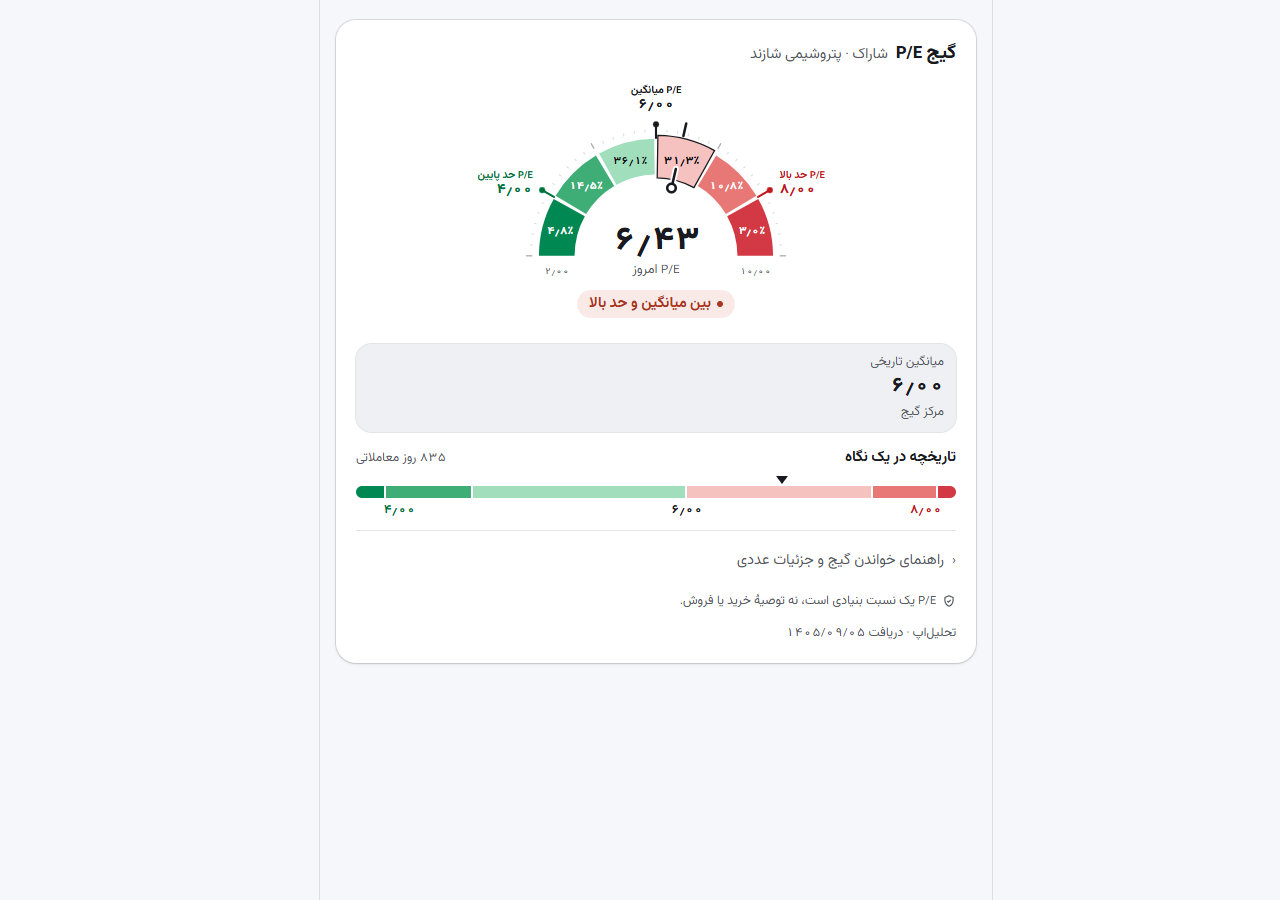 گیج P/E شاراک · پتروشیمی شازند
P/E میانگین
۶٫۰۰
P/E حد بالا
۸٫۰۰
P/E حد پایین
۴٫۰۰
۳٫۰٪
۱۰٫۸٪
۳۱٫۳٪
۳۶٫۱٪
۱۴٫۵٪
۴٫۸٪
۶٫۴۳
P/E امروز
۱۰٫۰۰
۲٫۰۰
بین میانگین و حد بالا
میانگین تاریخی
۶٫۰۰
مرکز گیج
تاریخچه در یک نگاه
۸۳۵ روز معاملاتی
۸٫۰۰
۶٫۰۰
۴٫۰۰
‹ راهنمای خواندن گیج و جزئیات عددی
P/E یک نسبت بنیادی است، نه توصیهٔ خرید یا فروش.
تحلیل‌اپ · دریافت ۱۴۰۵/۰۹/۰۵